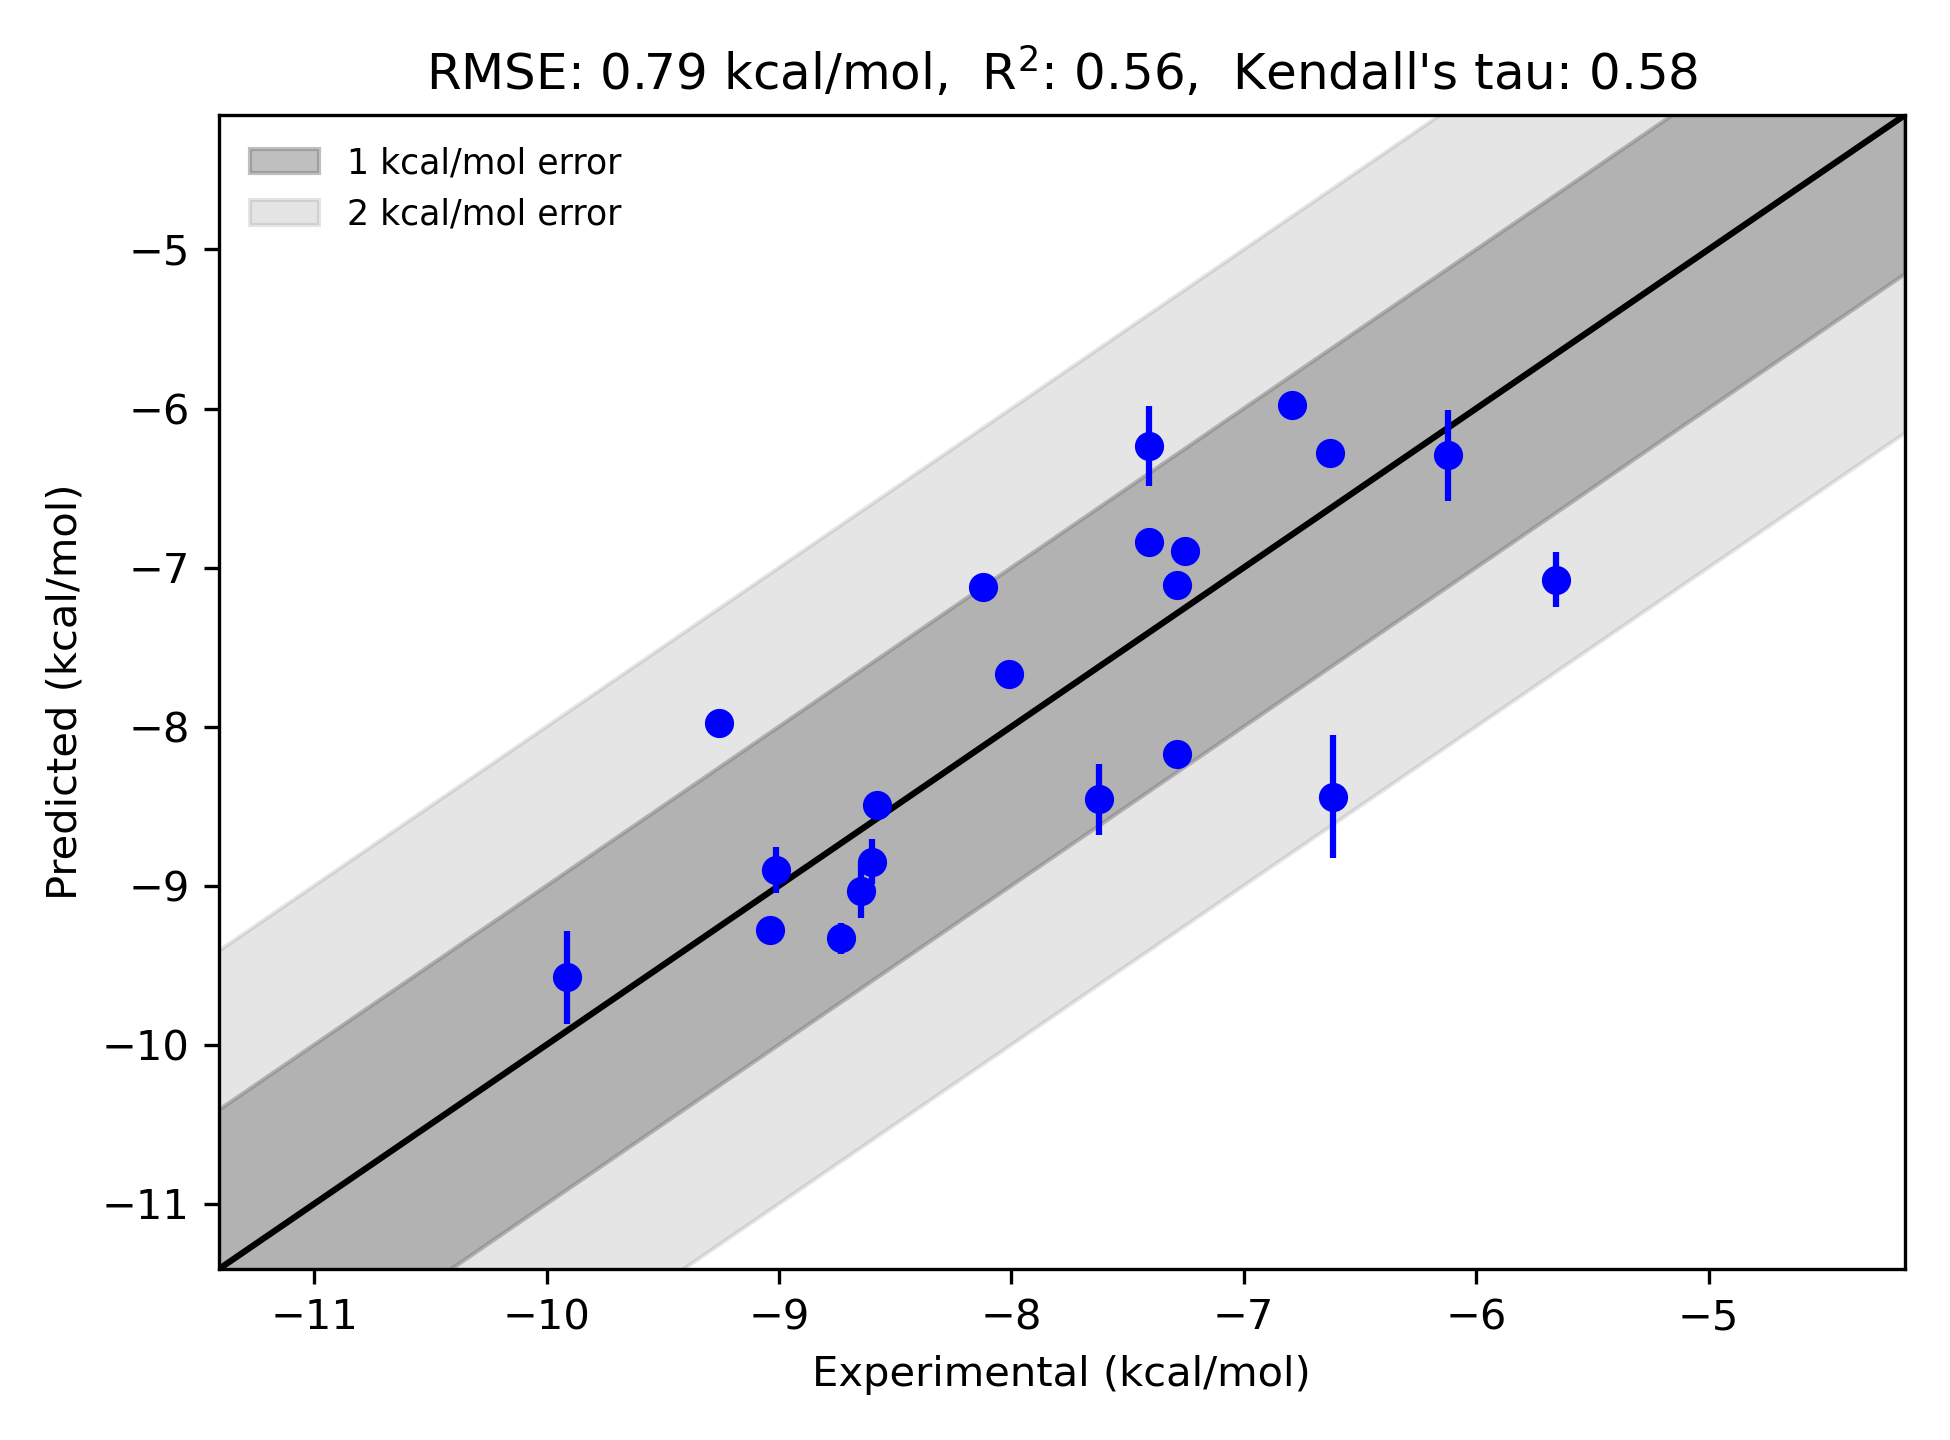 RMSE: 0.79 kcal/mol,  R²: 0.56,  Kendall's tau: 0.58
1 kcal/mol error
2 kcal/mol error
Predicted (kcal/mol)
−5
−6
−7
−8
−9
−10
−11
−11 −10 −9 −8 −7 −6 −5
Experimental (kcal/mol)